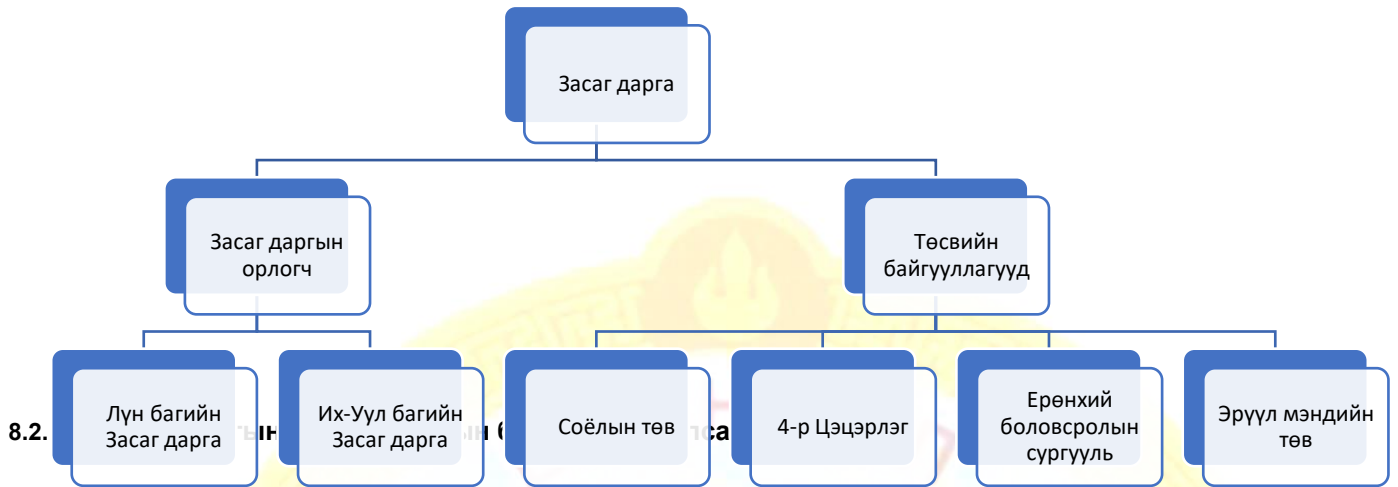 Засаг дарга
Засаг даргын
орлогч
Төсвийн
байгууллагууд
Лүн багийн
Засаг дарга
Их-Уул багийн
Засаг дарга
Соёлын төв
4-р Цэцэрлэг
Ерөнхий
боловсролын
сургууль
Эрүүл мэндийн
төв
8.2.